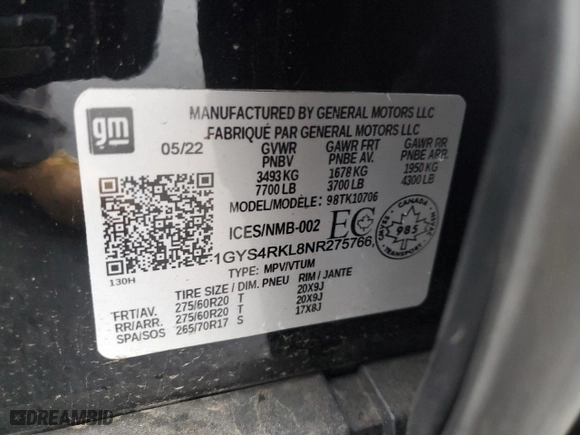 gm
MANUFACTURED BY GENERAL MOTORS LLC
FABRIQUÉ PAR GENERAL MOTORS LLC
05/22
GVWR GAWR FRT GAWR RR
PNBV PNBE AV. PNBE ARR.
3493 KG 1678 KG 1950 KG
7700 LB 3700 LB 4300 LB
MODEL/MODÈLE: 98TK10706
ICES/NMB-002 EC
CANADA
985
1GYS4RKL8NR275766
130H
TYPE: MPV/VTUM
TIRE SIZE / DIM. PNEU RIM / JANTE
FRT/AV. 275/60R20 T 20X9J
RR/ARR. 275/60R20 T 20X9J
SPA/SOS 265/70R17 S 17X8J
DREAMBID